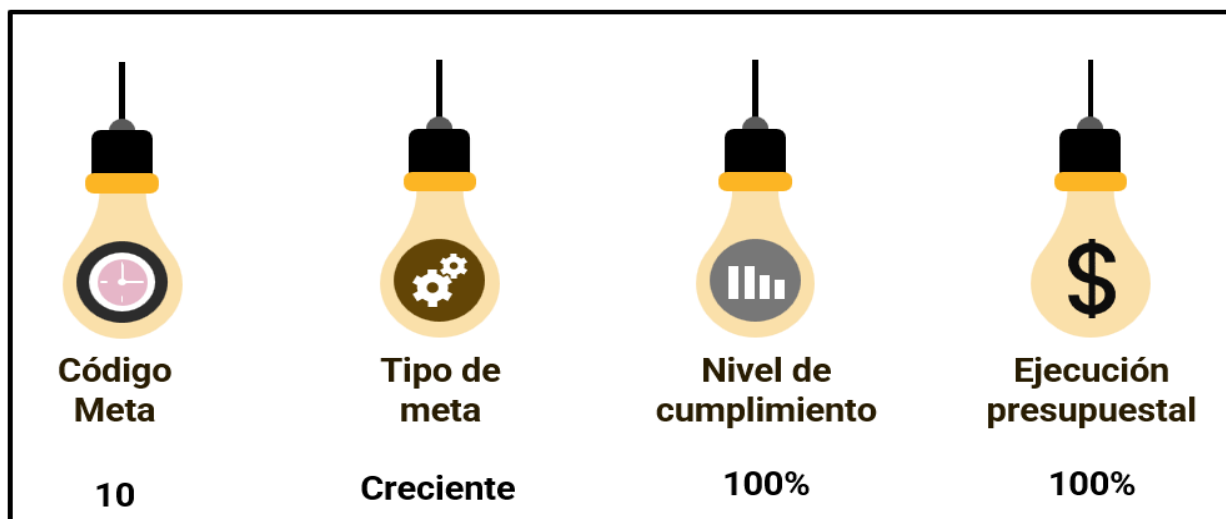 Código
Meta
Tipo de
meta
Nivel de
cumplimiento
Ejecución
presupuestal
10
Creciente
100%
100%
$